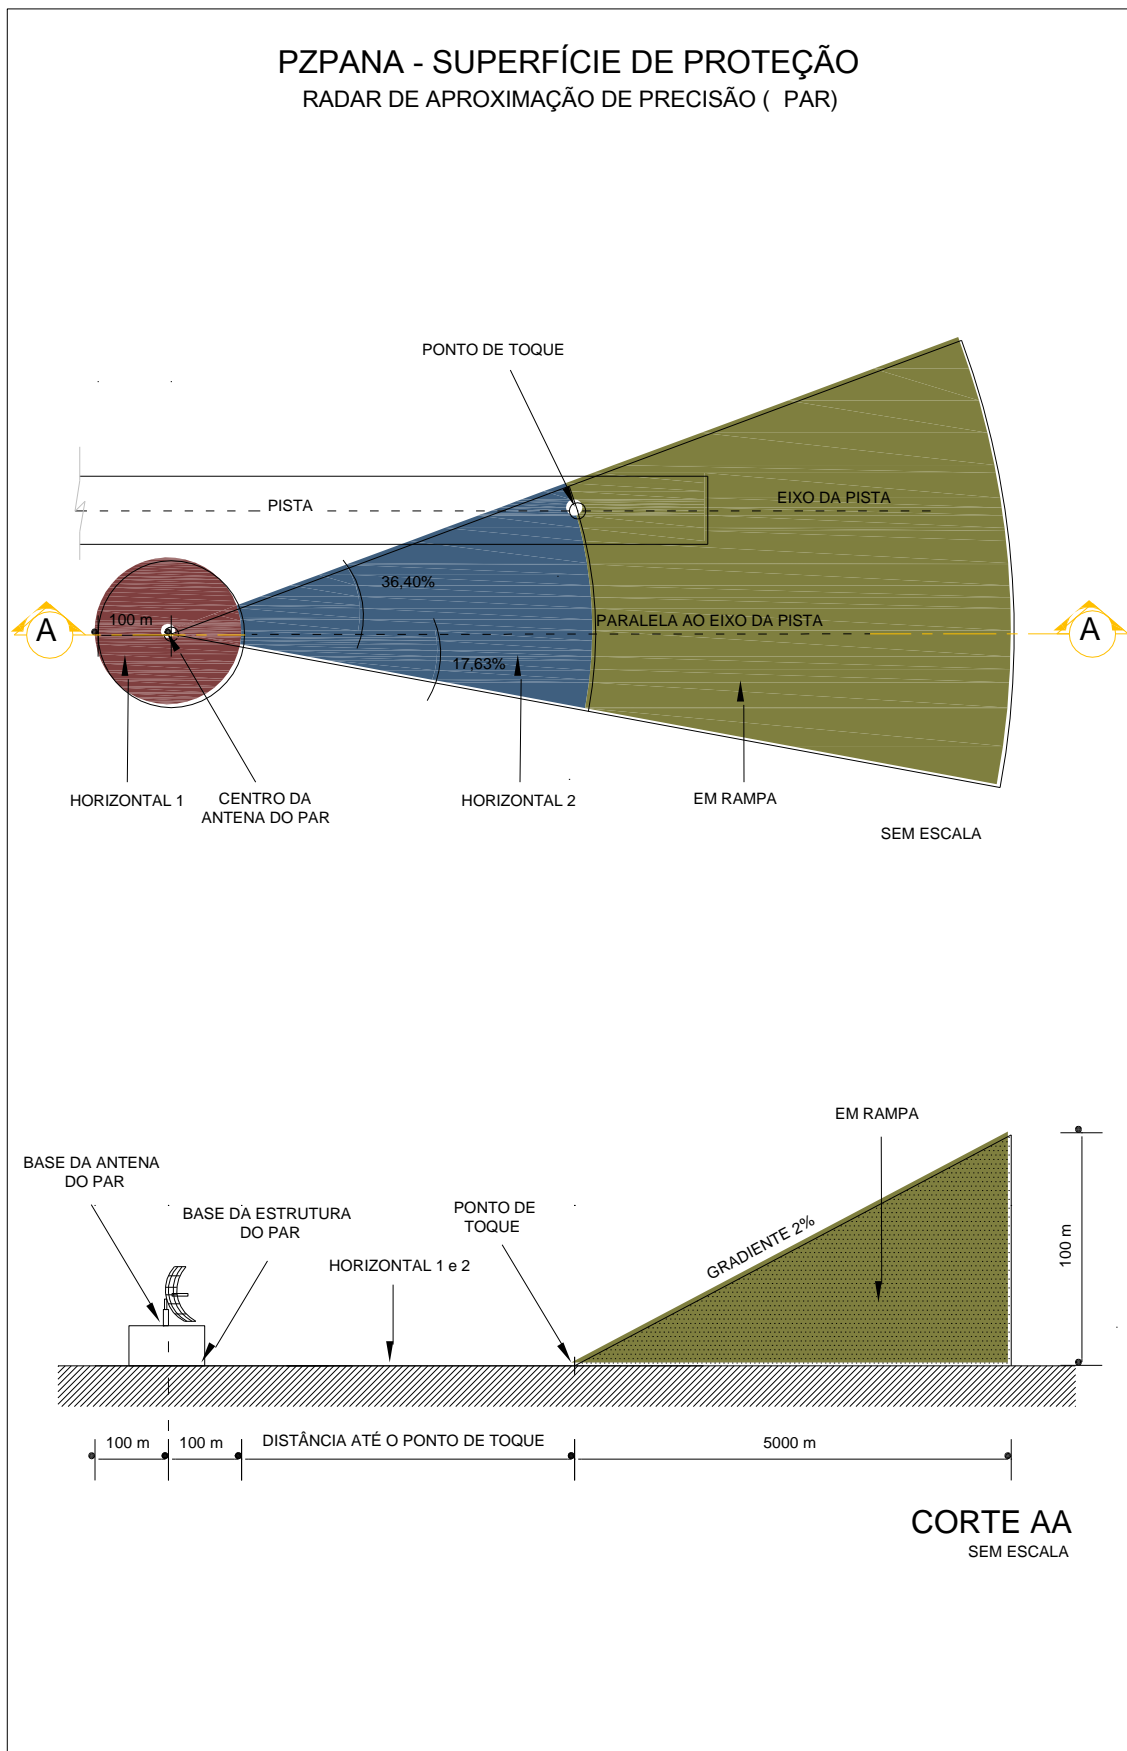 PZPANA - SUPERFÍCIE DE PROTEÇÃO
RADAR DE APROXIMAÇÃO DE PRECISÃO ( PAR)
PONTO DE TOQUE
PISTA
EIXO DA PISTA
36,40%
100 m
PARALELA AO EIXO DA PISTA
A
A
17,63%
HORIZONTAL 1
CENTRO DA
ANTENA DO PAR
HORIZONTAL 2
EM RAMPA
SEM ESCALA
EM RAMPA
BASE DA ANTENA
DO PAR
BASE DA ESTRUTURA
DO PAR
PONTO DE
TOQUE
GRADIENTE 2%
100 m
HORIZONTAL 1 e 2
100 m
100 m
DISTÂNCIA ATÉ O PONTO DE TOQUE
5000 m
CORTE AA
SEM ESCALA